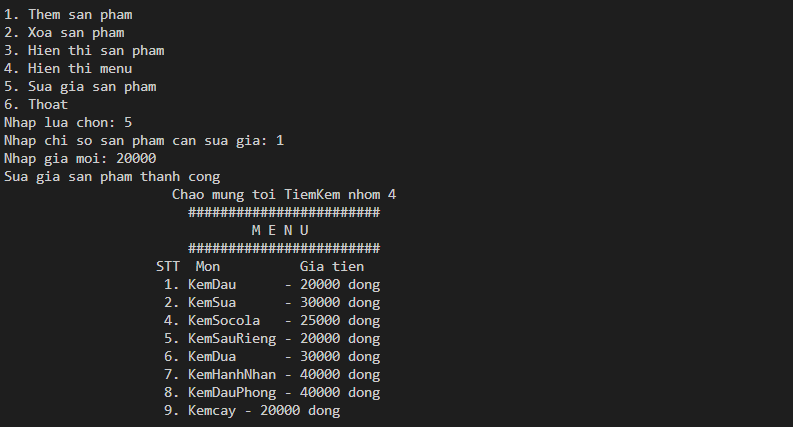 1. Them san pham
2. Xoa san pham
3. Hien thi san pham
4. Hien thi menu
5. Sua gia san pham
6. Thoat
Nhap lua chon: 5
Nhap chi so san pham can sua gia: 1
Nhap gia moi: 20000
Sua gia san pham thanh cong
Chao mung toi TiemKem nhom 4
########################
M E N U
########################
STT  Mon          Gia tien
1. KemDau      - 20000 dong
2. KemSua      - 30000 dong
4. KemSocola   - 25000 dong
5. KemSauRieng - 20000 dong
6. KemDua      - 30000 dong
7. KemHanhNhan - 40000 dong
8. KemDauPhong - 40000 dong
9. Kemcay - 20000 dong